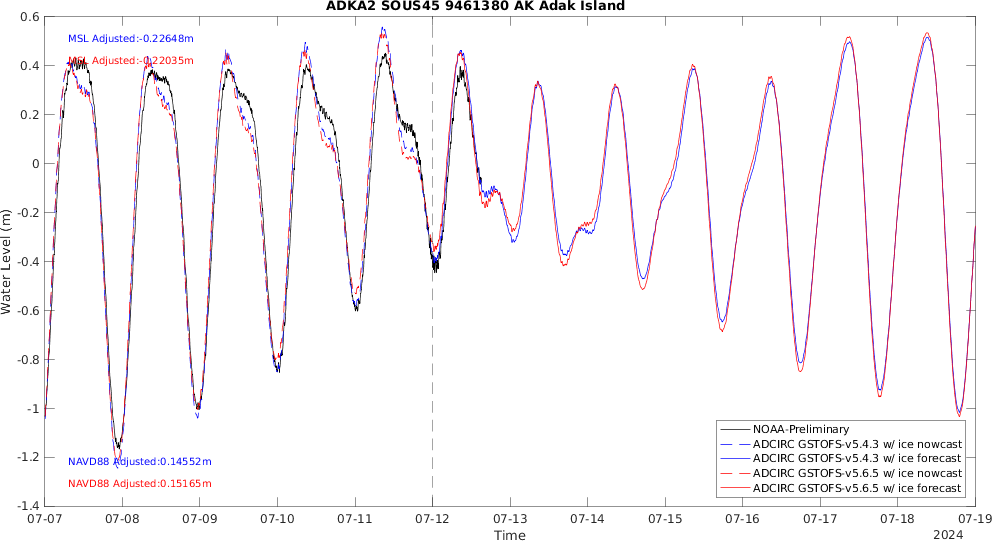 ADKA2 SOUS45 9461380 AK Adak Island
MSL Adjusted:-0.22648m
MSL Adjusted:-0.22035m
NAVD88 Adjusted:0.14552m
NAVD88 Adjusted:0.15165m
Water Level (m)
0.6
0.4
0.2
0
-0.2
-0.4
-0.6
-0.8
-1
-1.2
-1.4
NOAA-Preliminary
ADCIRC GSTOFS-v5.4.3 w/ ice nowcast
ADCIRC GSTOFS-v5.4.3 w/ ice forecast
ADCIRC GSTOFS-v5.6.5 w/ ice nowcast
ADCIRC GSTOFS-v5.6.5 w/ ice forecast
07-07 07-08 07-09 07-10 07-11 07-12 07-13 07-14 07-15 07-16 07-17 07-18 07-19
Time
2024